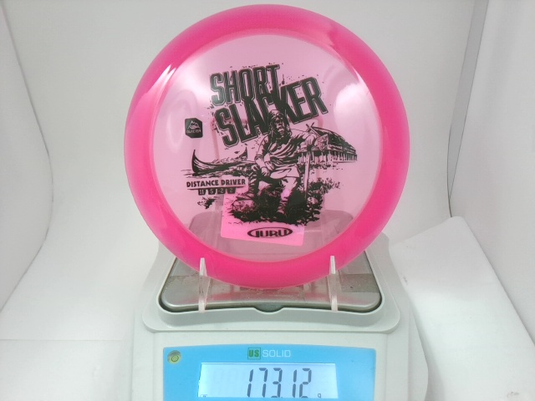 SHORT
SLACKER
DISTANCE DRIVER
GURU
US SOLID
173.12 g